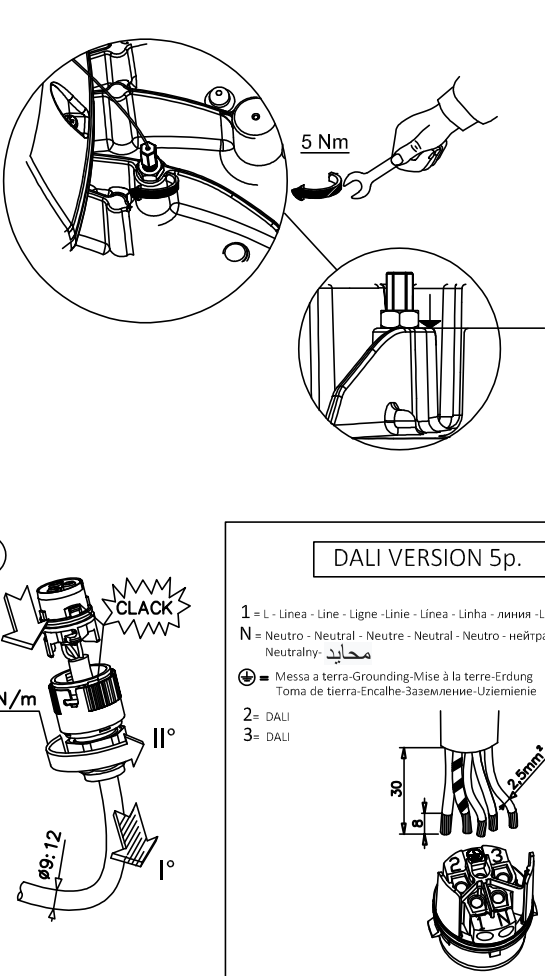 5 Nm
DALI VERSION 5p.
1 = L - Linea - Line - Ligne -Linie - Línea - Linha - линия -L
N = Neutro - Neutral - Neutre - Neutral - Neutro - нейтра
Neutralny- محايد
= Messa a terra-Grounding-Mise à la terre-Erdung
Toma de tierra-Encalhe-Заземление-Uziemienie
2= DALI
3= DALI
CLACK
N/m
II°
I°
ø9:12
30
8
2,5mm²
2 3
1